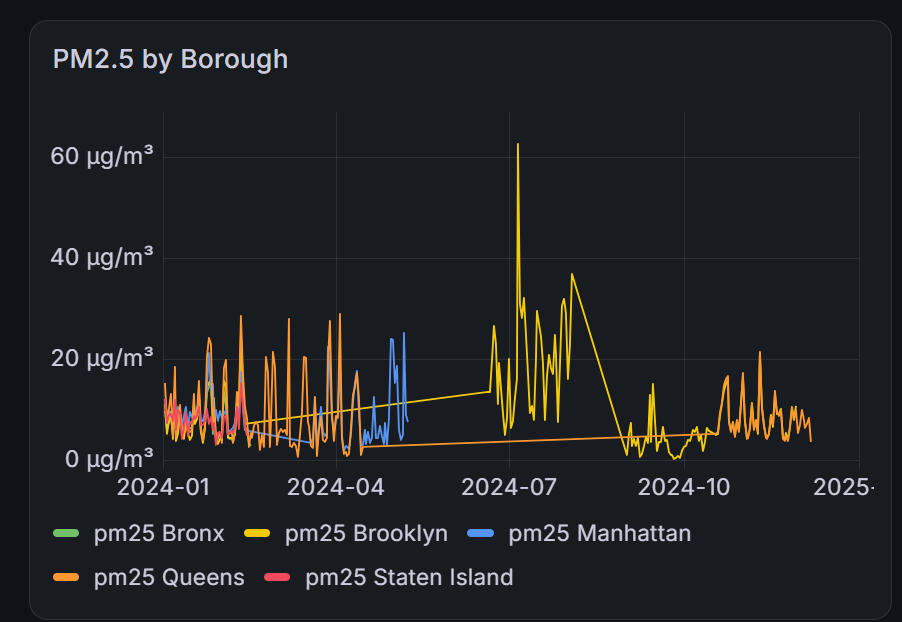 PM2.5 by Borough
60 μg/m³
40 μg/m³
20 μg/m³
0 μg/m³
2024-01 2024-04 2024-07 2024-10 2025-
pm25 Bronx pm25 Brooklyn pm25 Manhattan
pm25 Queens pm25 Staten Island